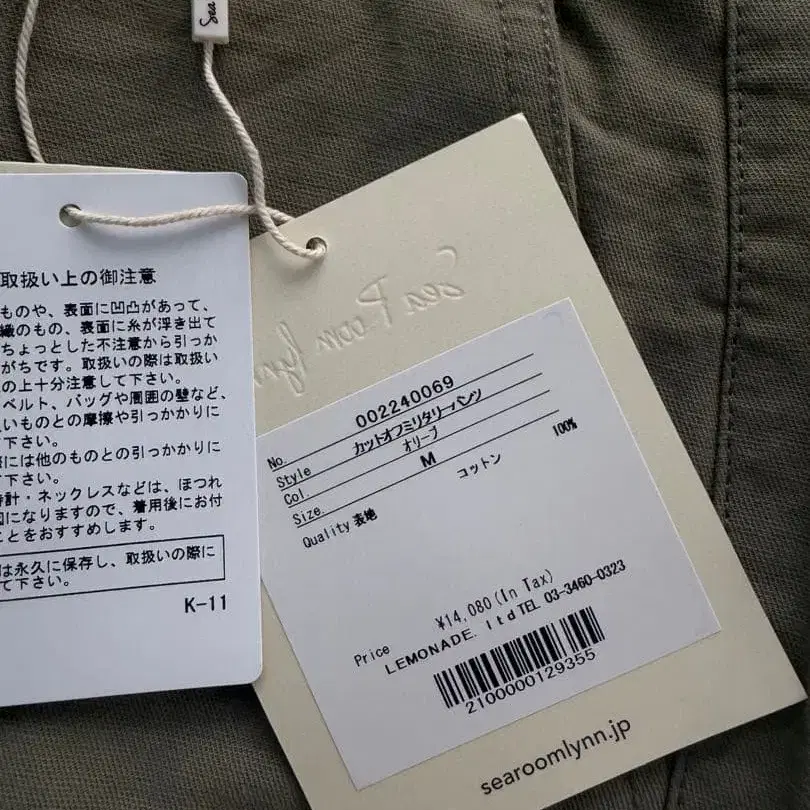 Sea
取扱い上の御注意
ものや、表面に凹凸があって、
織のもの、表面に糸が浮き出て
ちょっとした不注意から引っか
がちです。取扱いの際は取扱い
の上十分注意して下さい。
ベルト、バッグや周囲の壁など、
いものとの摩擦や引っかかりに
下さい。
際には他のものとの引っかかりに
下さい。
時計・ネックレスなどは、ほつれ
因になりますので、着用後にお付
ことをおすすめします。
は永久に保存し、取扱いの際に
て下さい。
K-11
Sea Room lynn
No. 002240069
Style カットオフミリタリーパンツ
Col. オリーブ
Size. M
Quality 表地 コットン 100%
Price ¥14,080(In Tax)
LEMONADE. ltd TEL 03-3460-0323
2100000129355
searoomlynn.jp